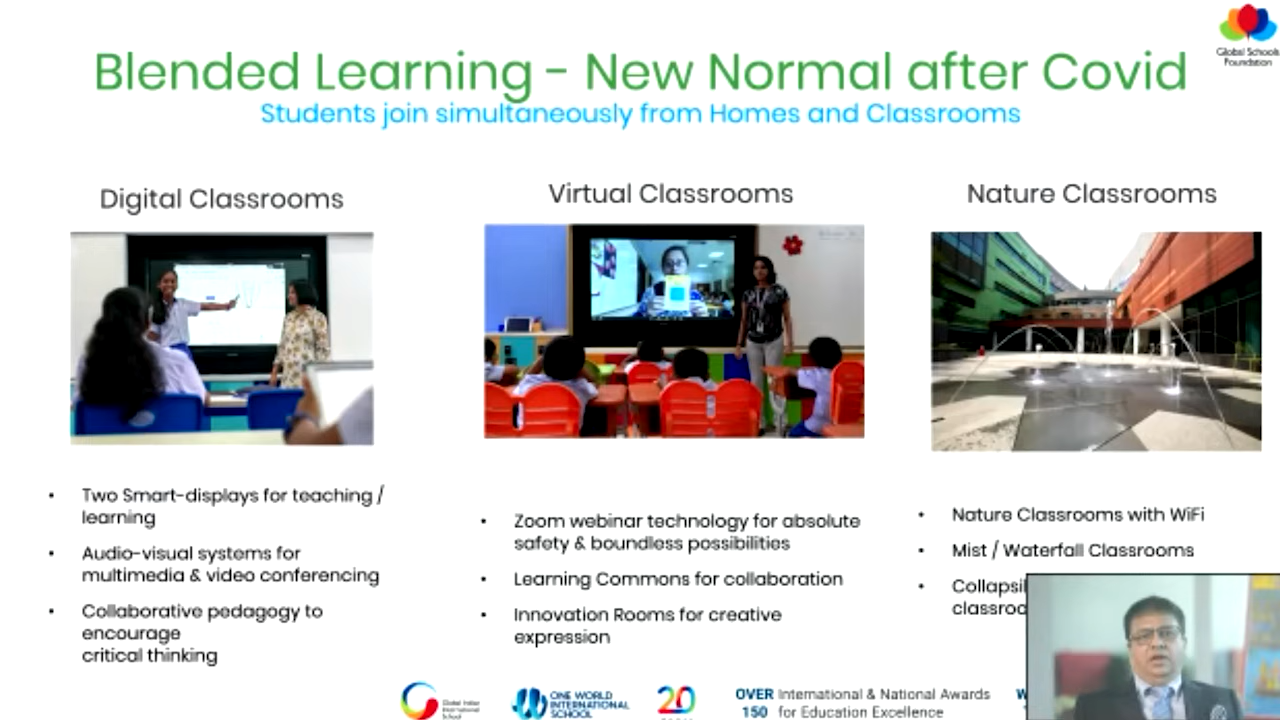 Global Schools
Foundation
Blended Learning - New Normal after Covid
Students join simultaneously from Homes and Classrooms
Digital Classrooms
Virtual Classrooms
Nature Classrooms
• Two Smart-displays for teaching /
learning
• Audio-visual systems for
multimedia & video conferencing
• Collaborative pedagogy to
encourage
critical thinking
• Zoom webinar technology for absolute
safety & boundless possibilities
• Learning Commons for collaboration
• Innovation Rooms for creative
expression
• Nature Classrooms with WiFi
• Mist / Waterfall Classrooms
Global Indian
International
School
ONE WORLD
INTERNATIONAL
SCHOOL
20
OVER International & National Awards
150 for Education Excellence